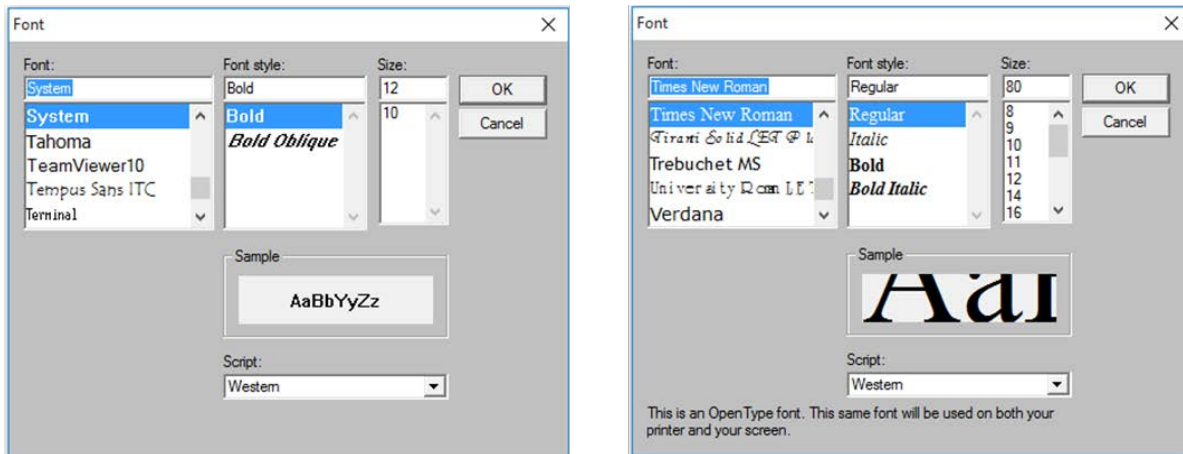 Font
Font: Font style: Size:
System Bold 12
System Bold 10
Tahoma Bold Oblique
TeamViewer10
Tempus Sans ITC
Terminal
OK
Cancel
Sample
AaBbYyZz
Script:
Western
Font
Font: Font style: Size:
Times New Roman Regular 80
Times New Roman Regular 8
9
Italic 10
Trebuchet MS Bold 11
12
Bold Italic 14
Verdana 16
OK
Cancel
Sample
Aa
Script:
Western
This is an OpenType font. This same font will be used on both your
printer and your screen.